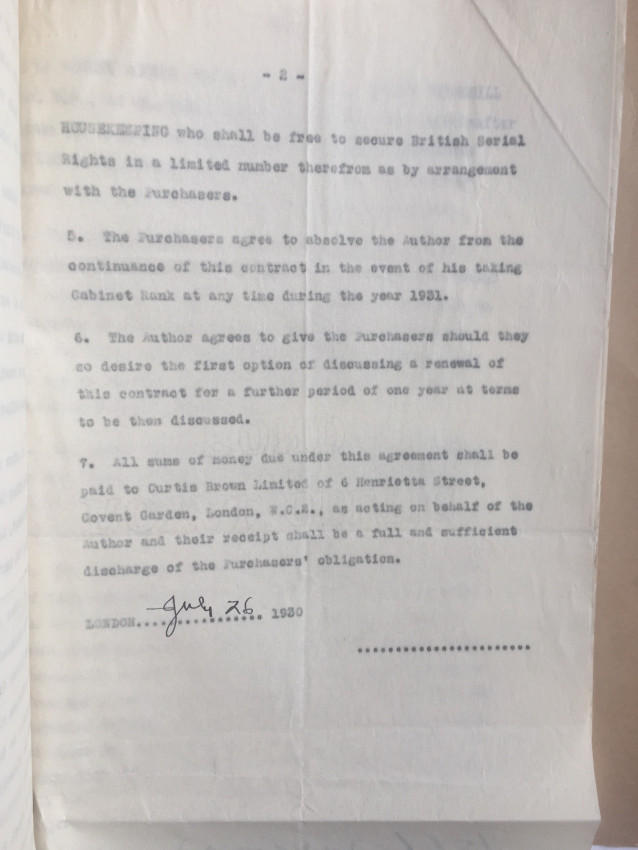 - 2 -
HOUSEKEEPING who shall be free to secure British Serial
Rights in a limited number therefrom as by arrangement
with the Purchasers.
5. The Purchasers agree to absolve the Author from the
continuance of this contract in the event of his taking
Cabinet Rank at any time during the year 1931.
6. The Author agrees to give the Purchasers should they
so desire the first option of discussing a renewal of
this contract for a further period of one year at terms
to be then discussed.
7. All sums of money due under this agreement shall be
paid to Curtis Brown Limited of 6 Henrietta Street,
Covent Garden, London, W.C.2., as acting on behalf of the
Author and their receipt shall be a full and sufficient
discharge of the Purchasers' obligation.
LONDON....July 26............ 1930
........................